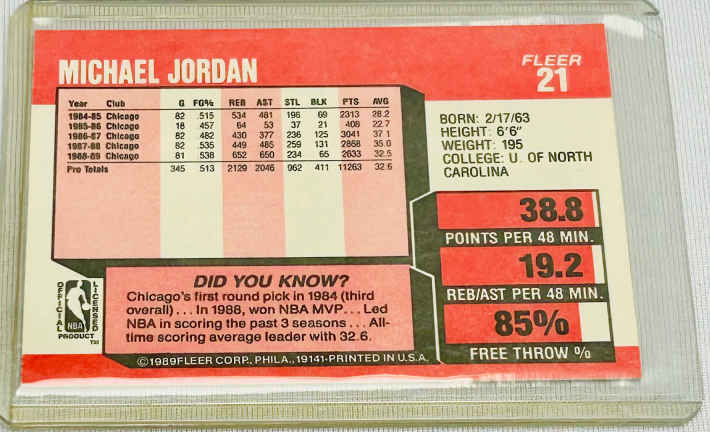 MICHAEL JORDAN
FLEER
21
Year Club G FG% REB AST STL BLK PTS AVG
1984-85 Chicago 82 .515 534 481 196 69 2313 28.2
1985-86 Chicago 18 .457 64 53 37 21 408 22.7
1986-87 Chicago 82 .482 430 377 236 125 3041 37.1
1987-88 Chicago 82 .535 449 485 259 131 2868 35.0
1988-89 Chicago 81 .538 652 650 234 65 2633 32.5
Pro Totals 345 .513 2129 2046 962 411 11263 32.6
BORN: 2/17/63
HEIGHT: 6'6"
WEIGHT: 195
COLLEGE: U. OF NORTH
CAROLINA
38.8
POINTS PER 48 MIN.
19.2
REB/AST PER 48 MIN.
85%
FREE THROW %
DID YOU KNOW?
Chicago's first round pick in 1984 (third
overall) . . . In 1988, won NBA MVP . . . Led
NBA in scoring the past 3 seasons . . . All-
time scoring average leader with 32.6.
OFFICIAL
LICENSED
NBA
PRODUCT
TM
©1989 FLEER CORP., PHILA., 19141-PRINTED IN U.S.A.